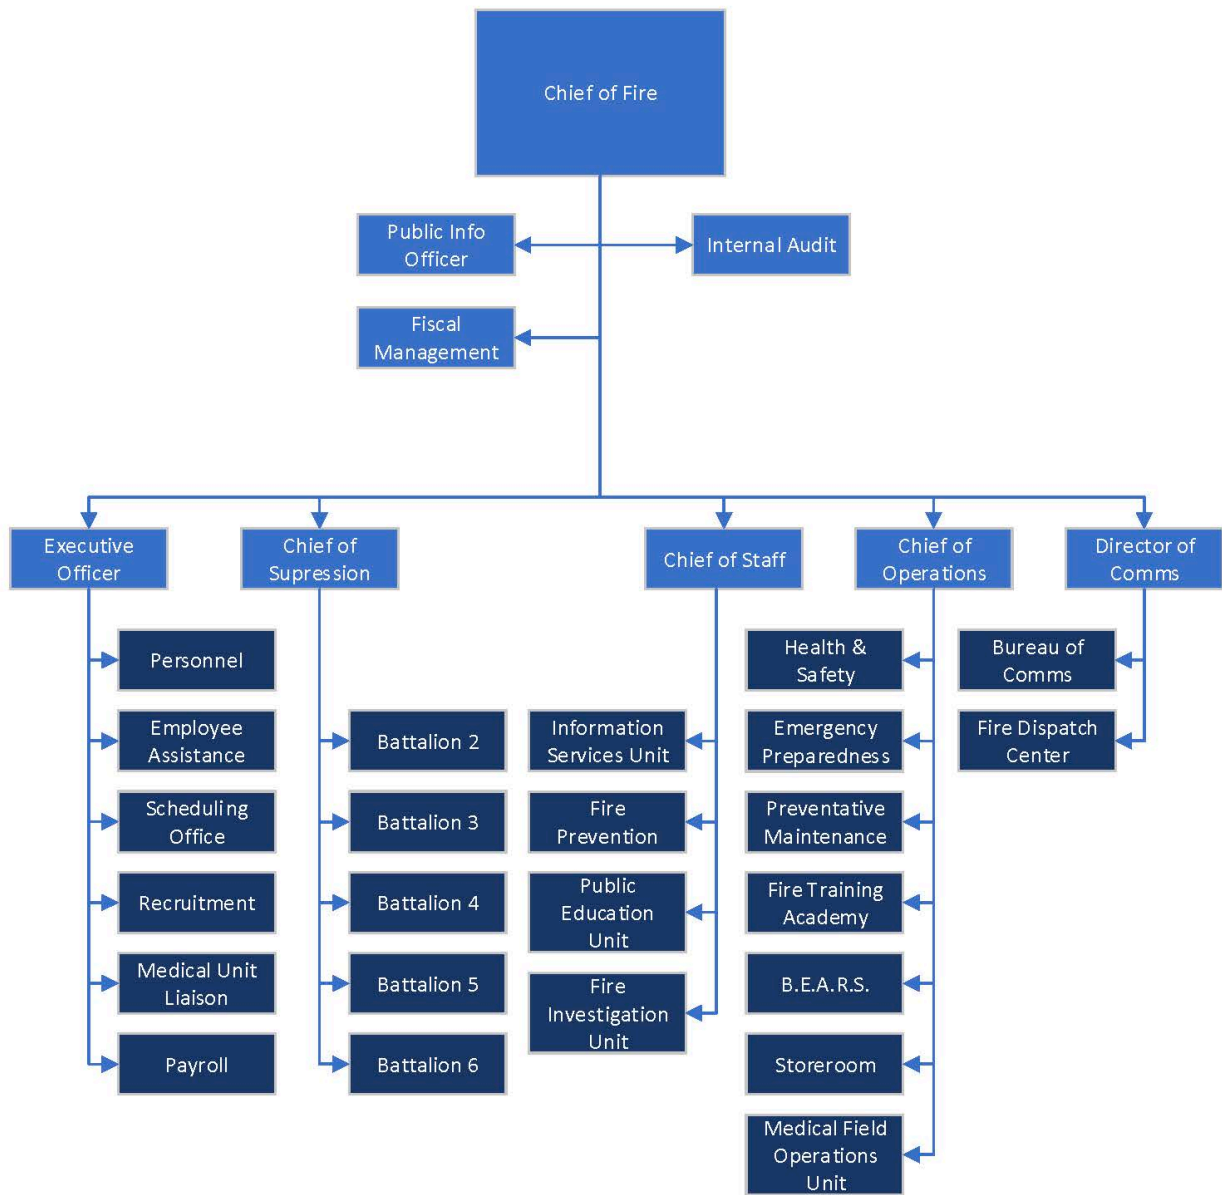 Chief of Fire
Public Info
Officer
Internal Audit
Fiscal
Management
Executive
Officer
Chief of
Supression
Chief of Staff
Chief of
Operations
Director of
Comms
Personnel
Employee
Assistance
Scheduling
Office
Recruitment
Medical Unit
Liaison
Payroll
Battalion 2
Battalion 3
Battalion 4
Battalion 5
Battalion 6
Information
Services Unit
Fire
Prevention
Public
Education
Unit
Fire
Investigation
Unit
Health &
Safety
Emergency
Preparedness
Preventative
Maintenance
Fire Training
Academy
B.E.A.R.S.
Storeroom
Medical Field
Operations
Unit
Bureau of
Comms
Fire Dispatch
Center